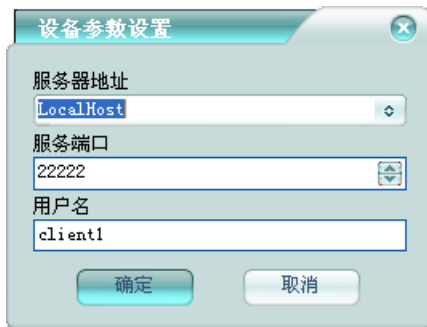 设备参数设置
服务器地址
LocalHost
服务端口
22222
用户名
client1
确定 取消